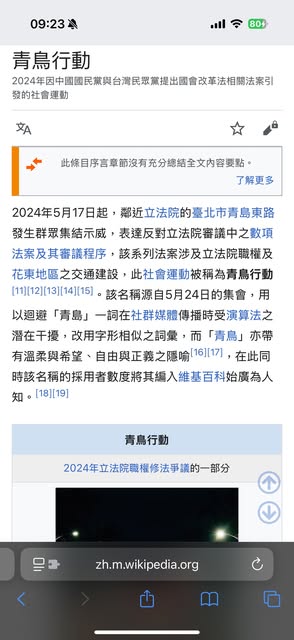 09:23
80
青鳥行動
2024年因中國國民黨與台灣民眾黨提出國會改革法相關法案引
發的社會運動
此條目序言章節沒有充分總結全文內容要點。
了解更多
2024年5月17日起，鄰近立法院的臺北市青島東路
發生群眾集結示威，表達反對立法院審議中之數項
法案及其審議程序，該系列法案涉及立法院職權及
花東地區之交通建設，此社會運動被稱為青鳥行動
[11][12][13][14][15]。該名稱源自5月24日的集會，用
以迴避「青島」一詞在社群媒體傳播時受演算法之
潛在干擾，改用字形相似之詞彙，而「青鳥」亦帶
有溫柔與希望、自由與正義之隱喻[16][17]，在此同
時該名稱的採用者數度將其編入維基百科始廣為人
知。[18][19]
青鳥行動
2024年立法院職權修法爭議的一部分
zh.m.wikipedia.org